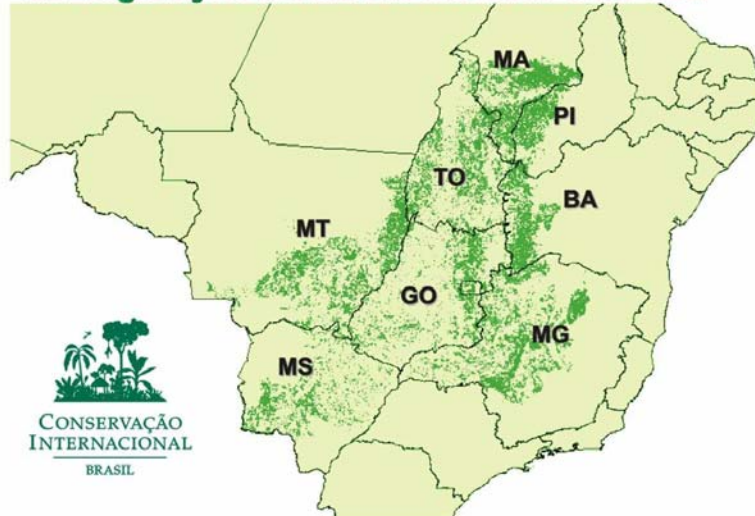 MA
PI
TO
BA
MT
GO
MG
MS
CONSERVAÇÃO
INTERNACIONAL
BRASIL